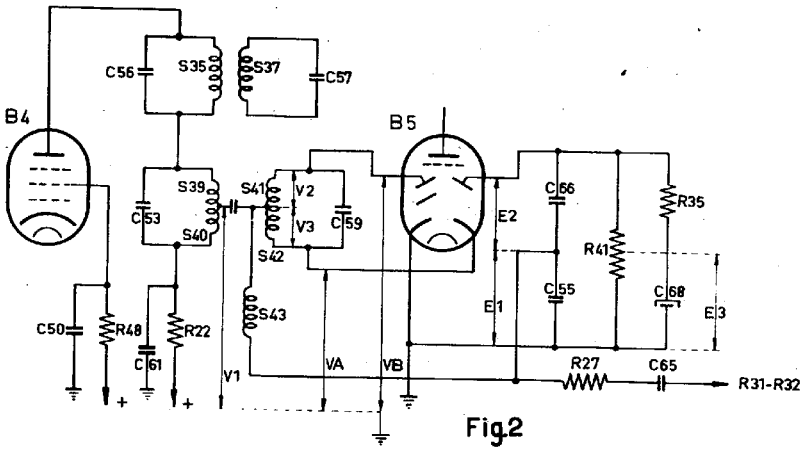 B4
C56
S35
S37
C57
B5
S39
S40
C53
S41
S42
V2
V3
C59
E2
C66
R41
R35
E1
C55
C68
E3
C50
R48
C61
R22
S43
V1
VA
VB
+
+
R27
C65
R31-R32
Fig.2